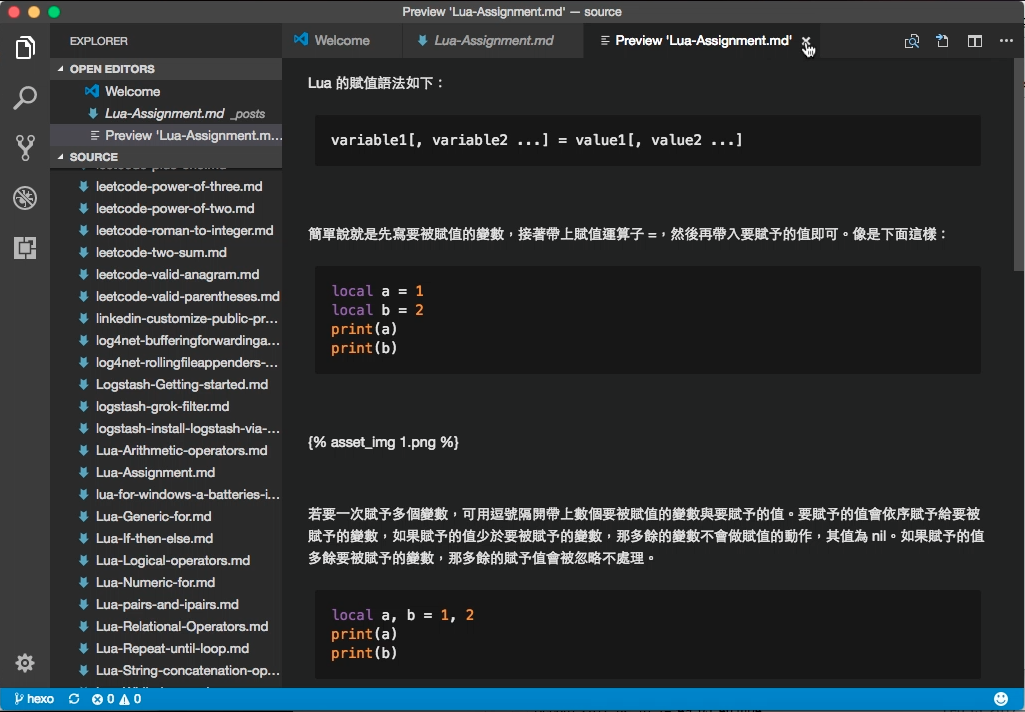 Preview 'Lua-Assignment.md' — source
EXPLORER
OPEN EDITORS
Welcome
Lua-Assignment.md _posts
Preview 'Lua-Assignment.m...
SOURCE
leetcode-power-of-three.md
leetcode-power-of-two.md
leetcode-roman-to-integer.md
leetcode-two-sum.md
leetcode-valid-anagram.md
leetcode-valid-parentheses.md
linkedin-customize-public-pr...
log4net-bufferingforwardinga...
log4net-rollingfileappenders-...
Logstash-Getting-started.md
logstash-grok-filter.md
logstash-install-logstash-via-...
Lua-Arithmetic-operators.md
Lua-Assignment.md
lua-for-windows-a-batteries-i...
Lua-Generic-for.md
Lua-If-then-else.md
Lua-Logical-operators.md
Lua-Numeric-for.md
Lua-pairs-and-ipairs.md
Lua-Relational-Operators.md
Lua-Repeat-until-loop.md
Lua-String-concatenation-op...
Welcome
Lua-Assignment.md
Preview 'Lua-Assignment.md'
Lua 的賦值語法如下：
variable1[, variable2 ...] = value1[, value2 ...]
簡單說就是先寫要被賦值的變數，接著帶上賦值運算子 =，然後再帶入要賦予的值即可。像是下面這樣：
local a = 1
local b = 2
print(a)
print(b)
{% asset_img 1.png %}
若要一次賦予多個變數，可用逗號隔開帶上數個要被賦值的變數與要賦予的值。要賦予的值會依序賦予給要被
賦予的變數，如果賦予的值少於要被賦予的變數，那多餘的變數不會做賦值的動作，其值為 nil。如果賦予的值
多餘要被賦予的變數，那多餘的賦予值會被忽略不處理。
local a, b = 1, 2
print(a)
print(b)
hexo
0
0